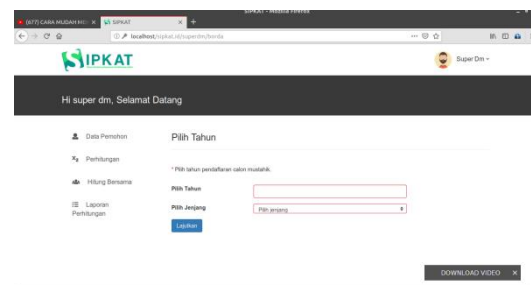 SIPKAT - Mozilla Firefox
(677) CARA MUDAH
SIPKAT
localhost/sipkat.id/superdm/borda
SIPKAT
Super Dm
Hi super dm, Selamat Datang
Data Pemohon
Pilih Tahun
Perhitungan
* Pilih tahun pendaftaran calon mustahik.
Hitung Bersama
Pilih Tahun
Laporan Perhitungan
Pilih Jenjang
Pilih jenjang
Lanjutkan
DOWNLOAD VIDEO